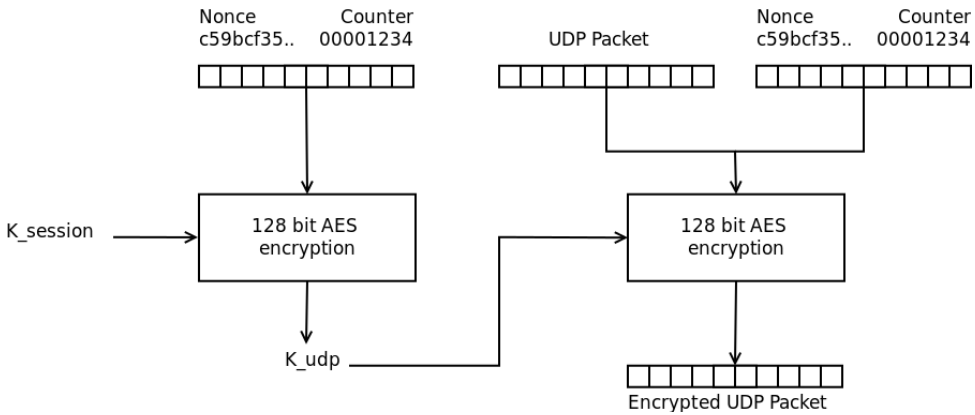 Nonce Counter
c59bcf35.. 00001234
UDP Packet
Nonce Counter
c59bcf35.. 00001234
128 bit AES
encryption
128 bit AES
encryption
K_session
K_udp
Encrypted UDP Packet